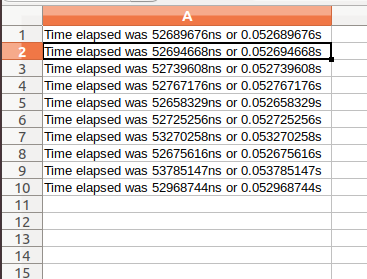 A
1 Time elapsed was 52689676ns or 0.052689676s
2 Time elapsed was 52694668ns or 0.052694668s
3 Time elapsed was 52739608ns or 0.052739608s
4 Time elapsed was 52767176ns or 0.052767176s
5 Time elapsed was 52658329ns or 0.052658329s
6 Time elapsed was 52725256ns or 0.052725256s
7 Time elapsed was 53270258ns or 0.053270258s
8 Time elapsed was 52675616ns or 0.052675616s
9 Time elapsed was 53785147ns or 0.053785147s
10 Time elapsed was 52968744ns or 0.052968744s
11
12
13
14
15